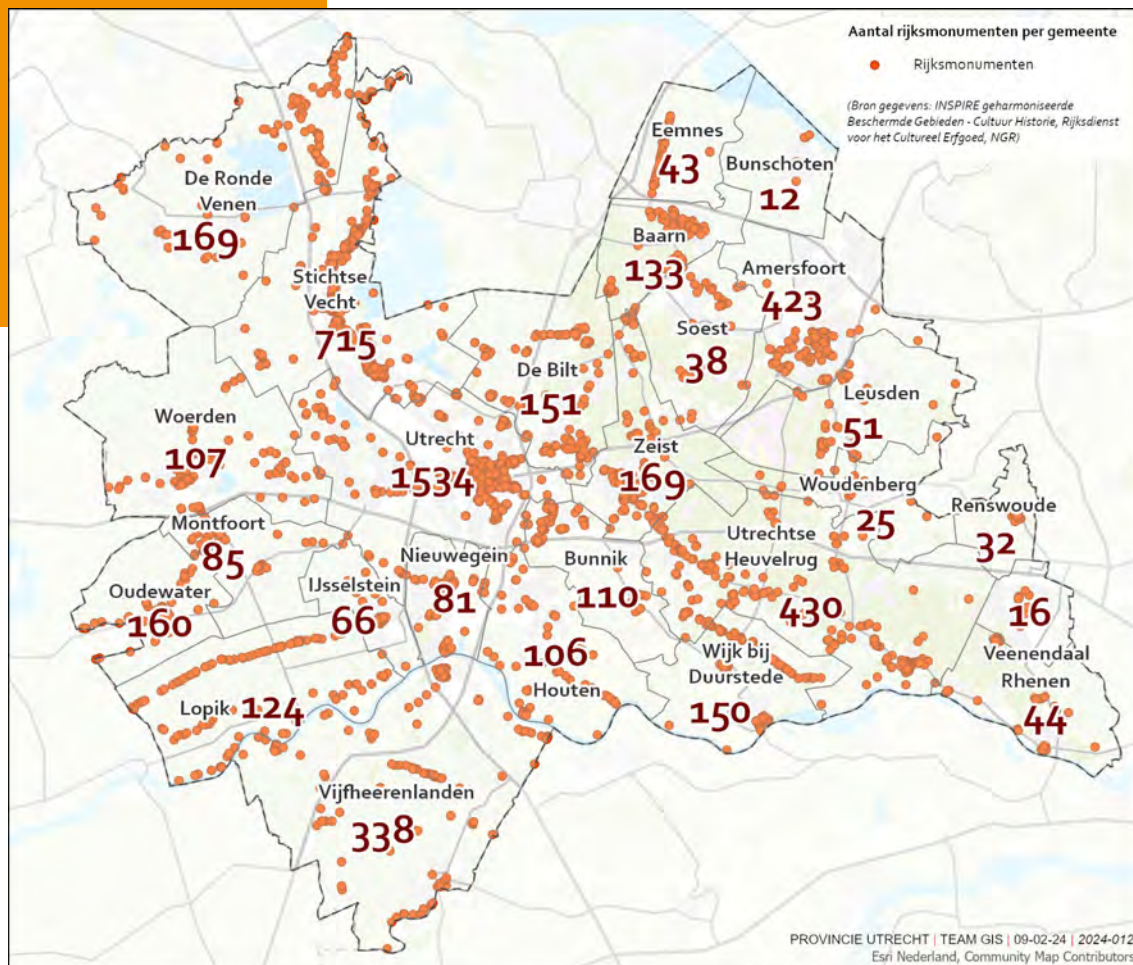 Aantal rijksmonumenten per gemeente
Rijksmonumenten
(Bron gegevens: INSPIRE geharmoniseerde
Beschermde Gebieden - Cultuur Historie, Rijksdienst
voor het Cultureel Erfgoed, NGR)
Eemnes
43
Bunschoten
12
De Ronde
Venen
169
Baarn
133
Amersfoort
423
Stichtse
Vecht
715
Soest
38
De Bilt
151
Leusden
51
Woerden
107
Utrecht
1534
Zeist
169
Woudenberg
25
Renswoude
32
Montfoort
85
Nieuwegein
81
Bunnik
110
Utrechtse
Heuvelrug
430
Oudewater
160
IJsselstein
66
16
Veenendaal
106
Houten
Wijk bij
Duurstede
150
Rhenen
44
Lopik
124
Vijfheerenlanden
338
PROVINCIE UTRECHT | TEAM GIS | 09-02-24 | 2024-012
Esri Nederland, Community Map Contributors